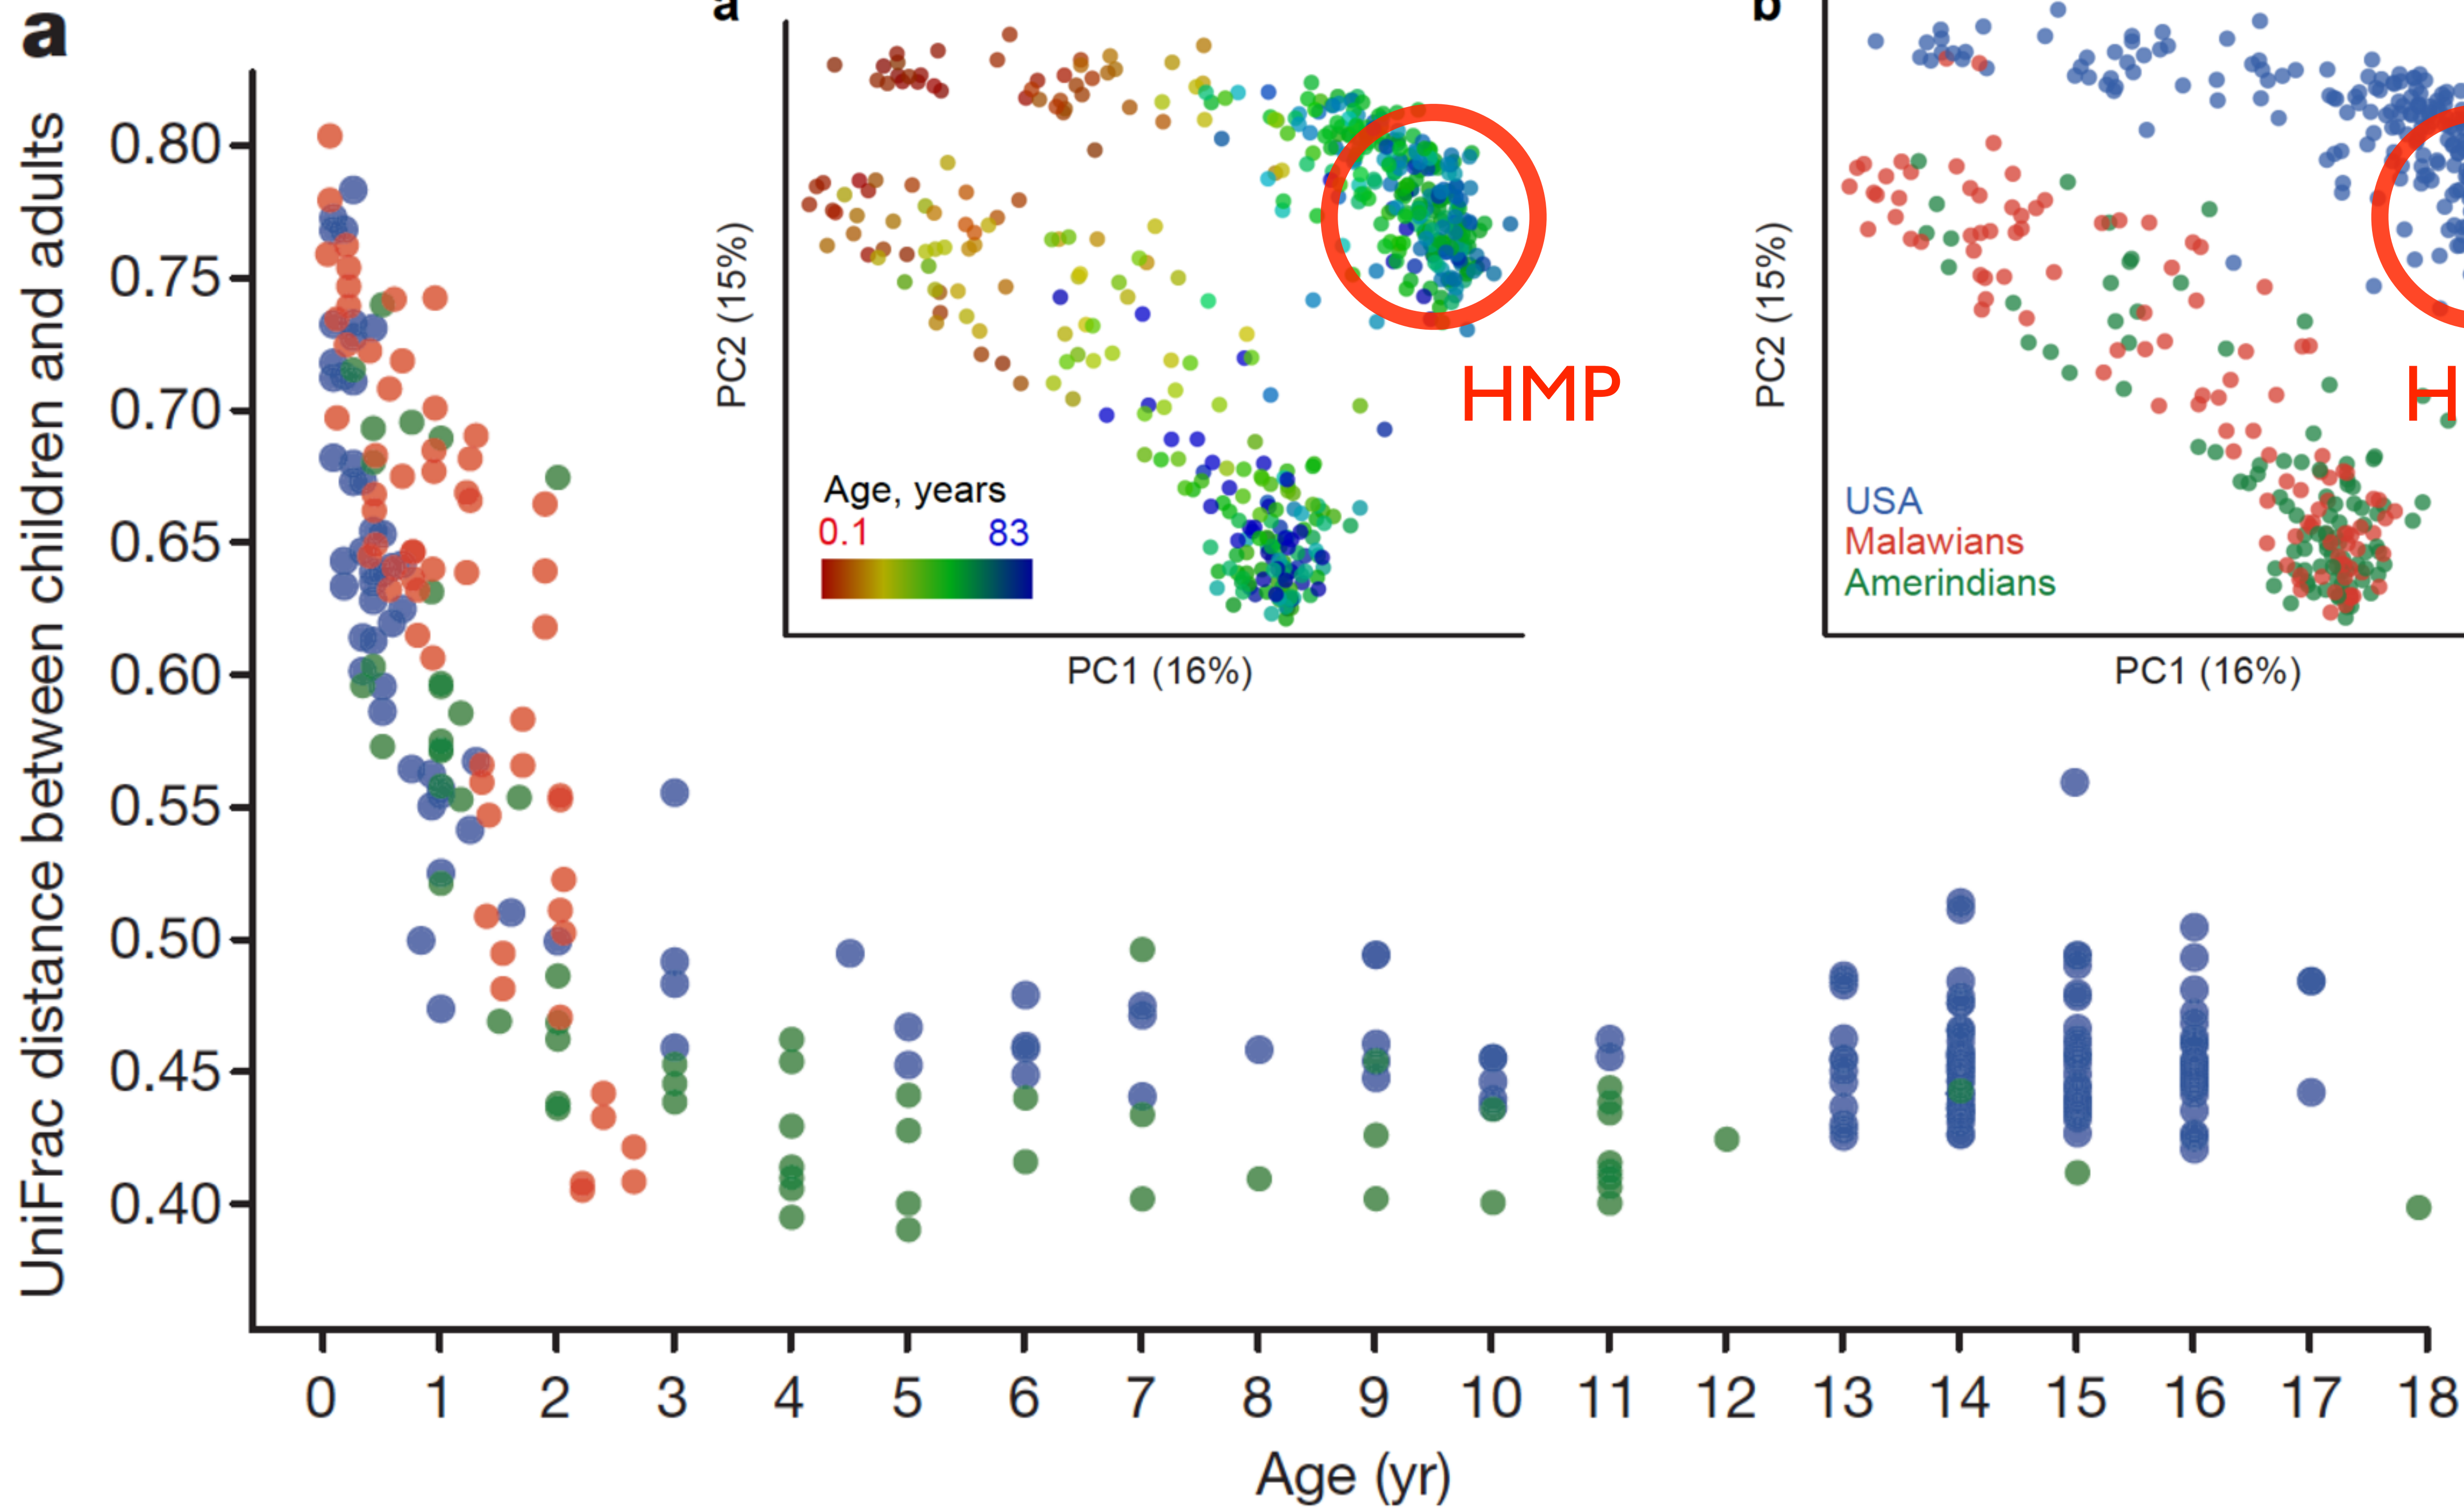 a
UniFrac distance between children and adults
0.80
0.75
0.70
0.65
0.60
0.55
0.50
0.45
0.40
0 1 2 3 4 5 6 7 8 9 10 11 12 13 14 15 16 17 18
Age (yr)
a
PC2 (15%)
Age, years
0.1 83
PC1 (16%)
HMP
b
PC2 (15%)
USA
Malawians
Amerindians
PC1 (16%)
H